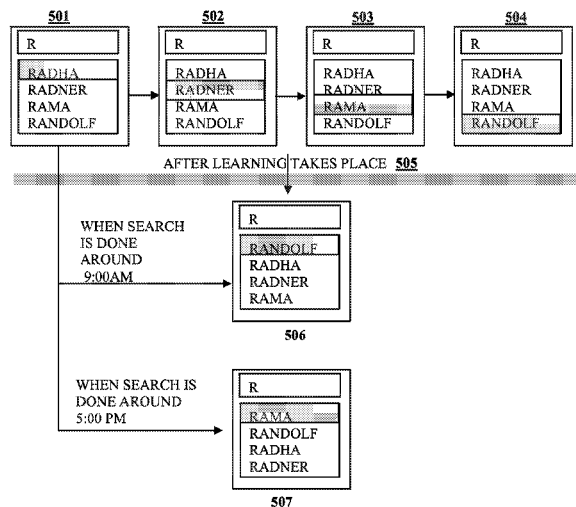 501
R
RADHA
RADNER
RAMA
RANDOLF
502
R
RADHA
RADNER
RAMA
RANDOLF
503
R
RADHA
RADNER
RAMA
RANDOLF
504
R
RADHA
RADNER
RAMA
RANDOLF
AFTER LEARNING TAKES PLACE 505
WHEN SEARCH
IS DONE
AROUND
9:00AM
R
RANDOLF
RADHA
RADNER
RAMA
506
WHEN SEARCH IS
DONE AROUND
5:00 PM
R
RAMA
RANDOLF
RADHA
RADNER
507